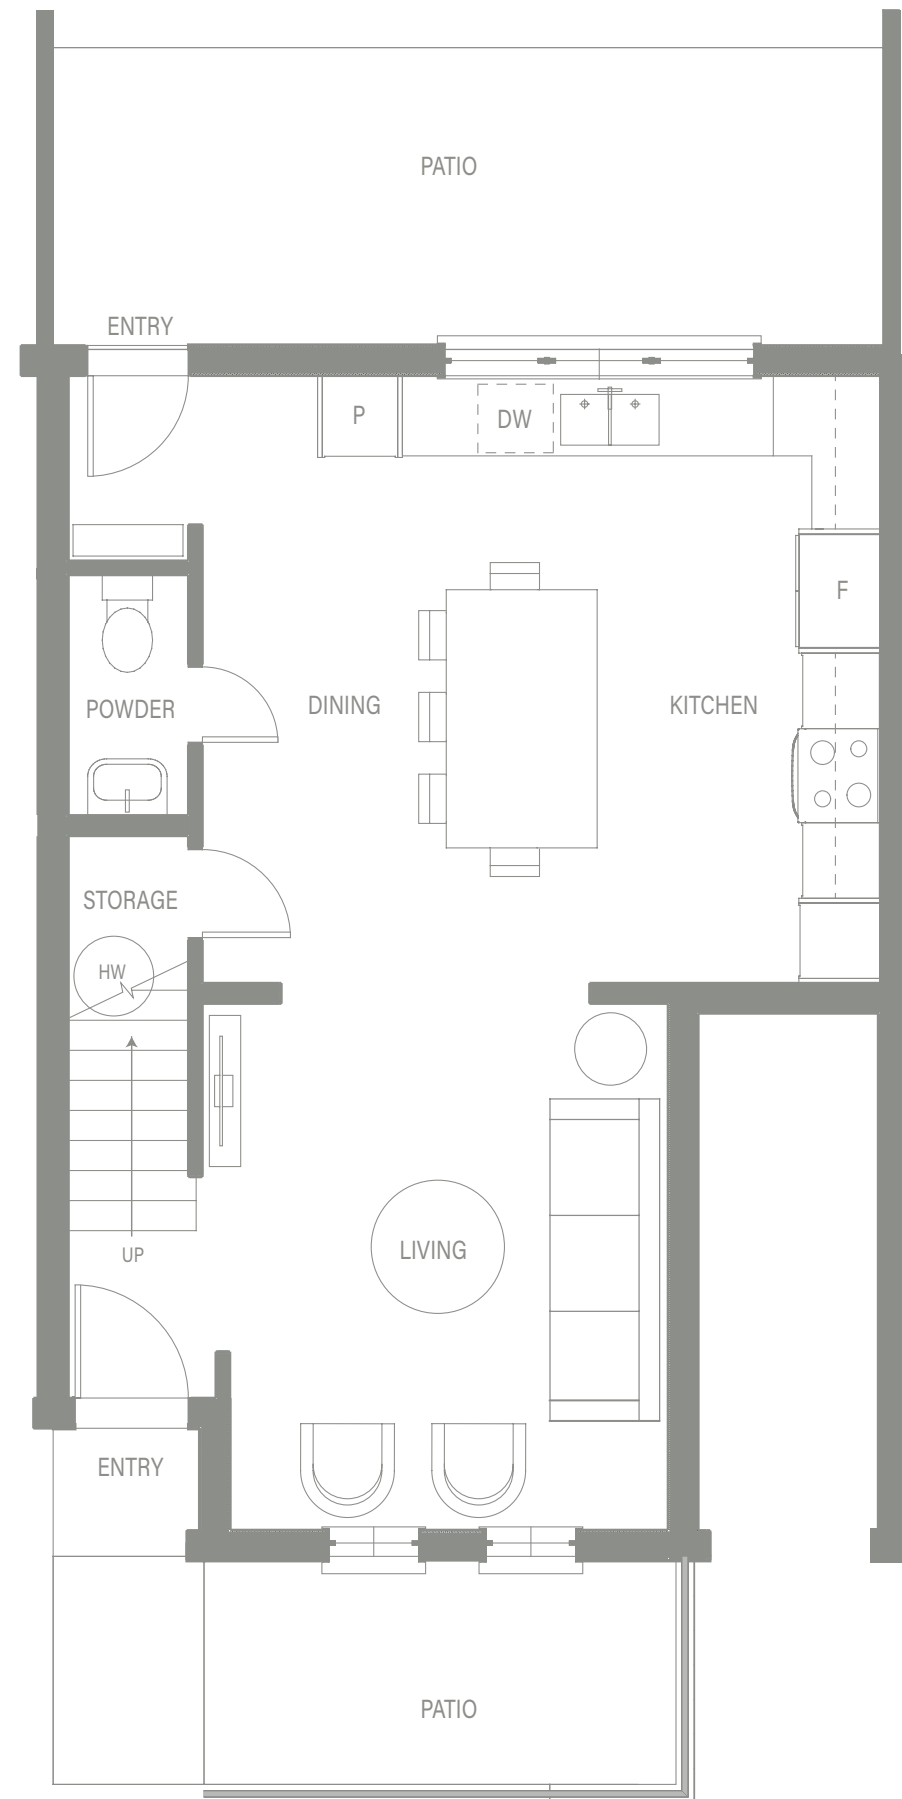 PATIO
ENTRY
P
DW
F
POWDER
DINING
KITCHEN
STORAGE
HW
LIVING
UP
ENTRY
PATIO